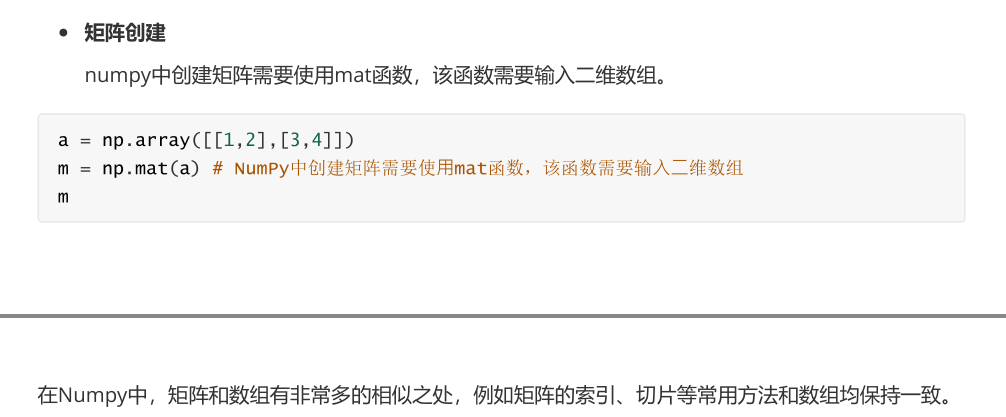 • 矩阵创建
numpy中创建矩阵需要使用mat函数，该函数需要输入二维数组。
a = np.array([[1,2],[3,4]])
m = np.mat(a) # NumPy中创建矩阵需要使用mat函数，该函数需要输入二维数组
m
在Numpy中，矩阵和数组有非常多的相似之处，例如矩阵的索引、切片等常用方法和数组均保持一致。